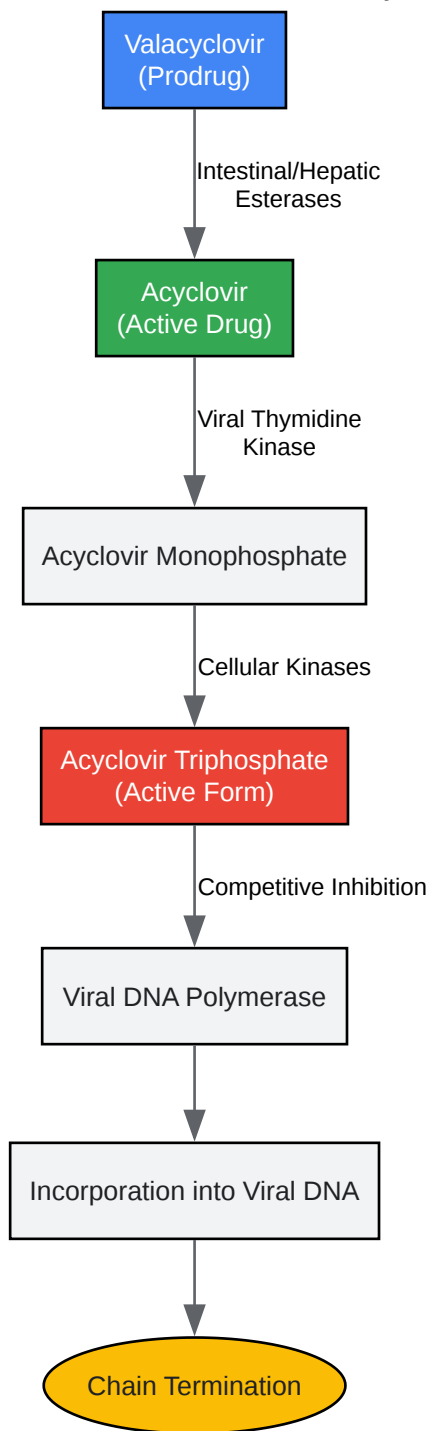 Valacyclovir
(Prodrug)
Intestinal/Hepatic
Esterases
Acyclovir
(Active Drug)
Viral Thymidine
Kinase
Acyclovir Monophosphate
Cellular Kinases
Acyclovir Triphosphate
(Active Form)
Competitive Inhibition
Viral DNA Polymerase
Incorporation into Viral DNA
Chain Termination